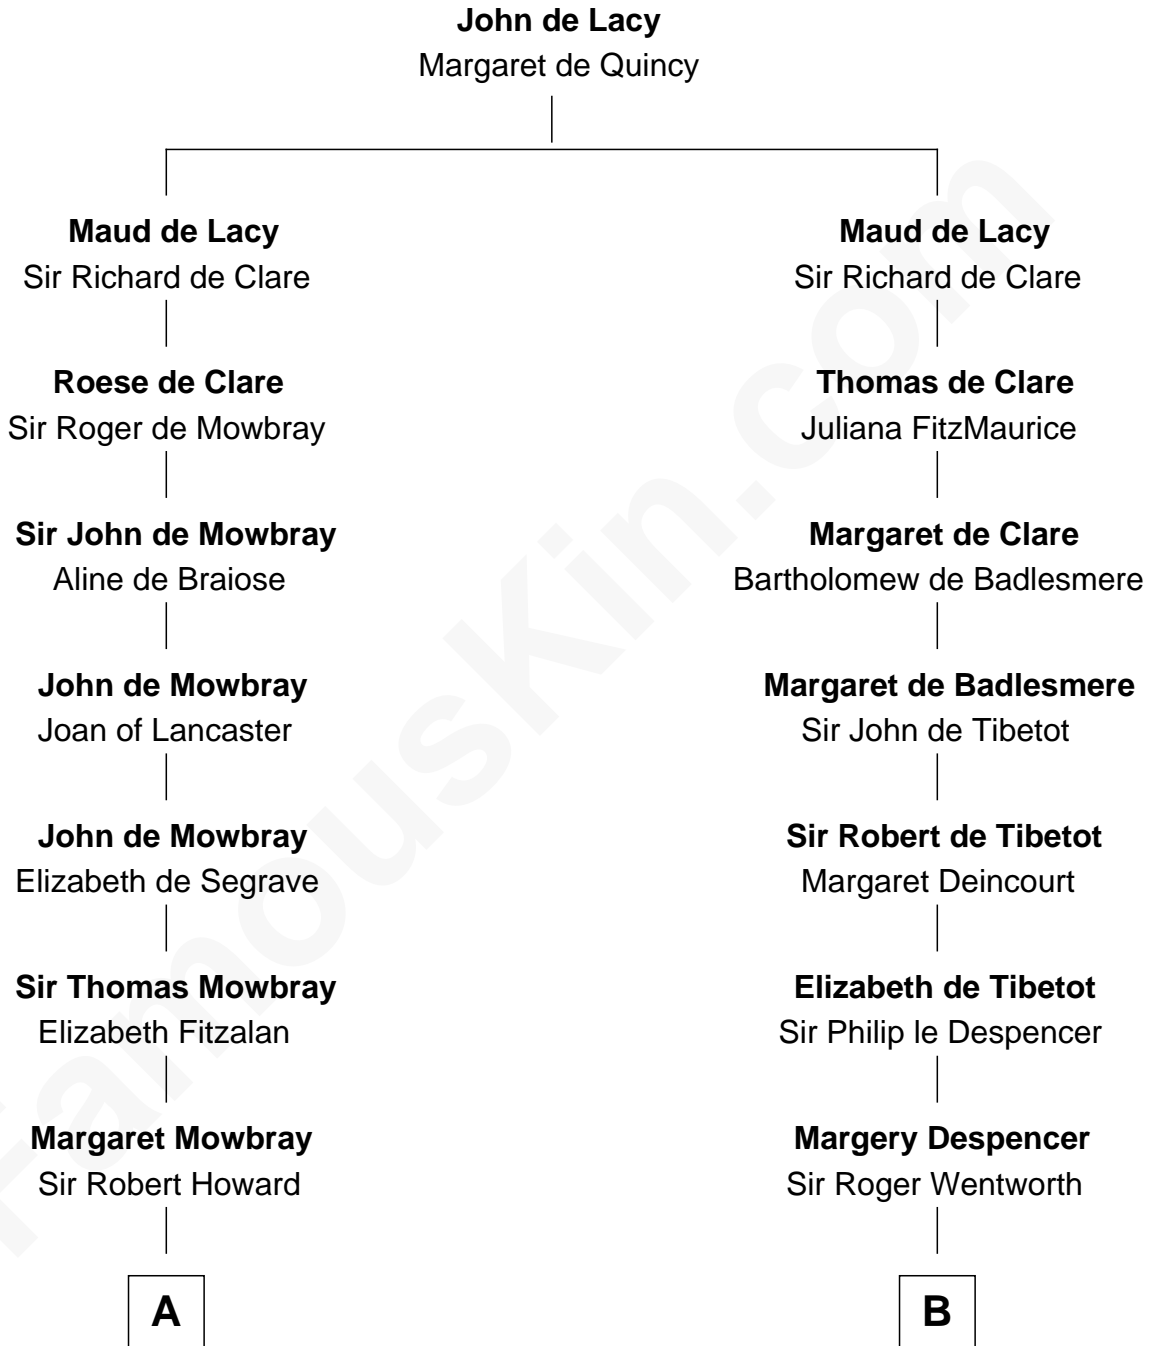 John de Lacy
Margaret de Quincy
Maud de Lacy
Sir Richard de Clare
Roese de Clare
Sir Roger de Mowbray
Sir John de Mowbray
Aline de Braiose
John de Mowbray
Joan of Lancaster
John de Mowbray
Elizabeth de Segrave
Sir Thomas Mowbray
Elizabeth Fitzalan
Margaret Mowbray
Sir Robert Howard
A
Maud de Lacy
Sir Richard de Clare
Thomas de Clare
Juliana FitzMaurice
Margaret de Clare
Bartholomew de Badlesmere
Margaret de Badlesmere
Sir John de Tibetot
Sir Robert de Tibetot
Margaret Deincourt
Elizabeth de Tibetot
Sir Philip le Despencer
Margery Despencer
Sir Roger Wentworth
B
FamousKin.com